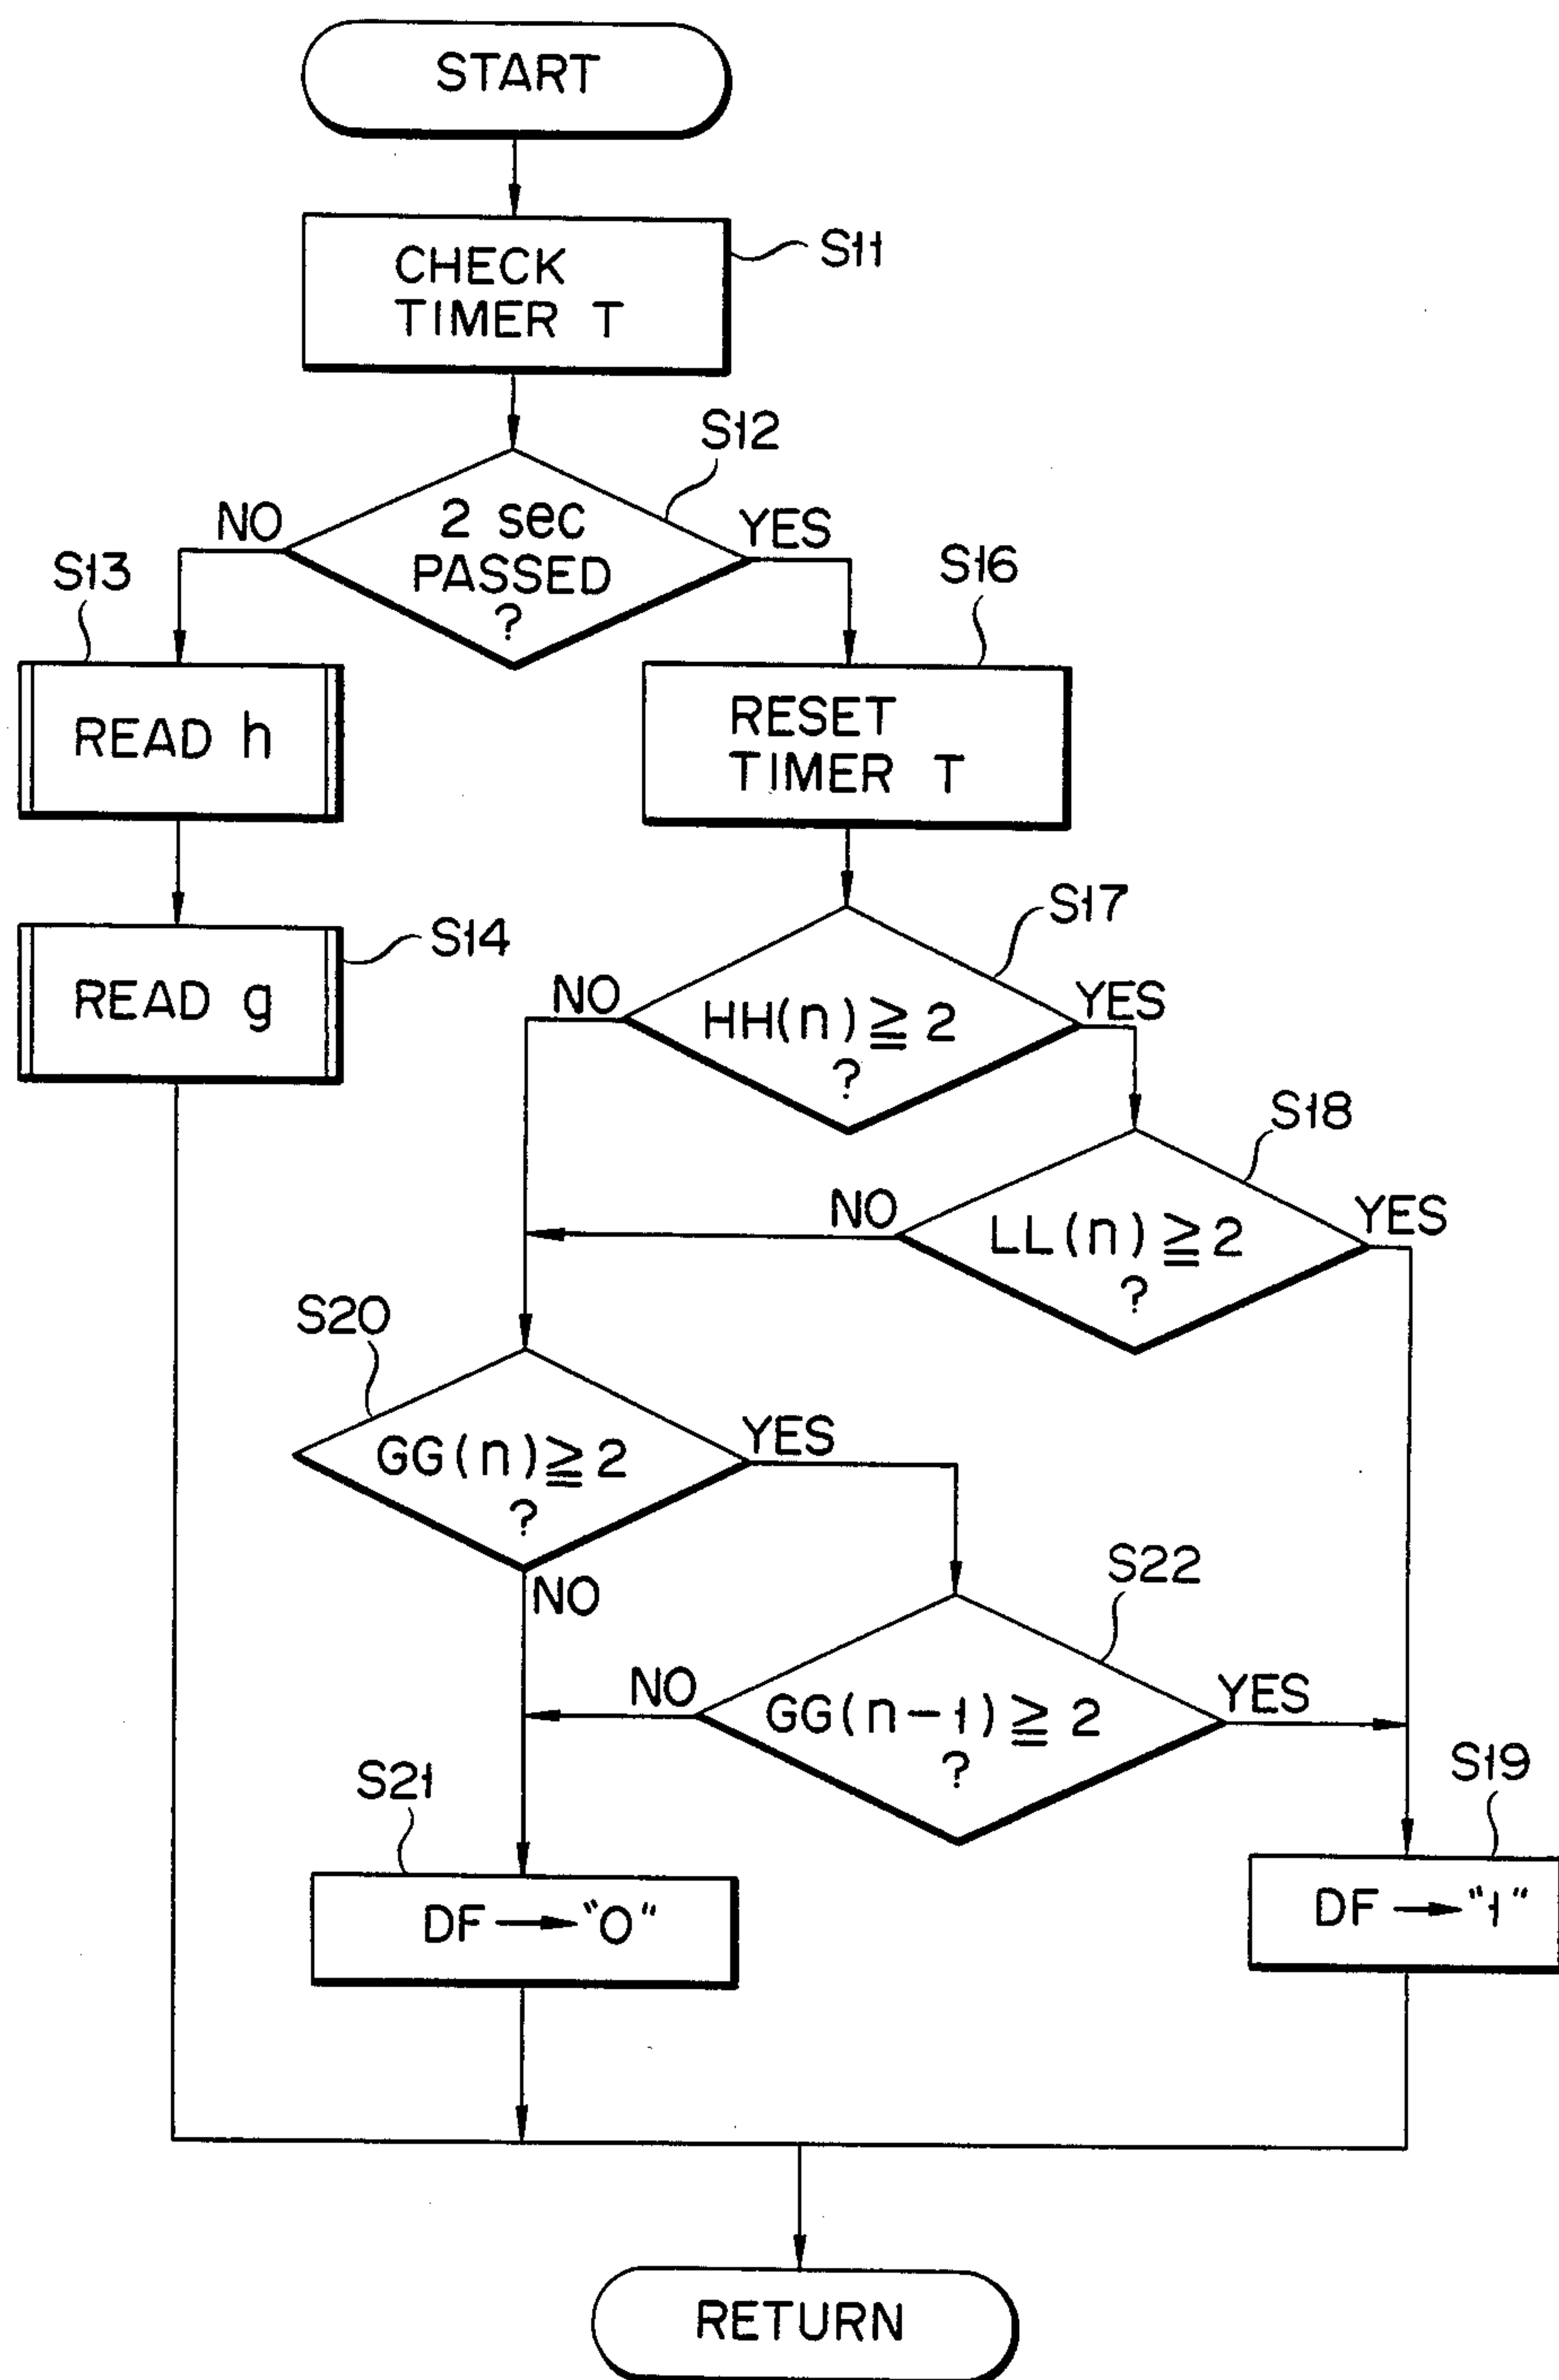 START
CHECK
TIMER T
S11
S12
2 sec
PASSED
?
NO
YES
S13
S16
READ h
RESET
TIMER T
S14
READ g
S17
NO
YES
HH(n) ≧ 2
?
S18
NO
YES
LL(n) ≧ 2
?
S20
GG(n) ≧ 2
?
YES
NO
S22
NO
YES
GG(n-1) ≧ 2
?
S21
S19
DF → "0"
DF → "1"
RETURN